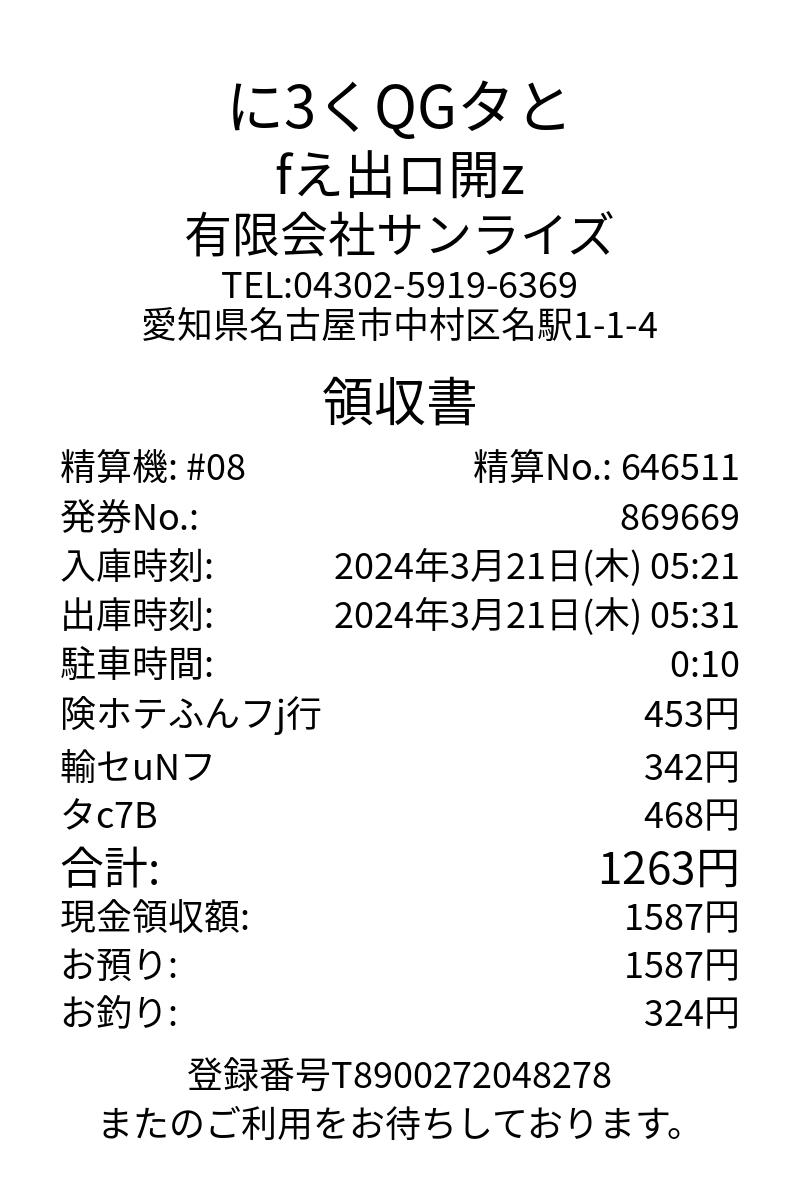 に3くQGタと
fえ出口開z
有限会社サンライズ
TEL:04302-5919-6369
愛知県名古屋市中村区名駅1-1-4
領収書
精算機: #08 精算No.: 646511
発券No.: 869669
入庫時刻: 2024年3月21日(木) 05:21
出庫時刻: 2024年3月21日(木) 05:31
駐車時間: 0:10
険ホテふんフj行 453円
輸セuNフ 342円
タc7B 468円
合計: 1263円
現金領収額: 1587円
お預り: 1587円
お釣り: 324円
登録番号T8900272048278
またのご利用をお待ちしております。